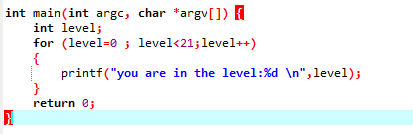 int main(int argc, char *argv[]) {
int level;
for (level=0 ; level<21;level++)
{
printf("you are in the level:%d \n",level);
}
return 0;
}